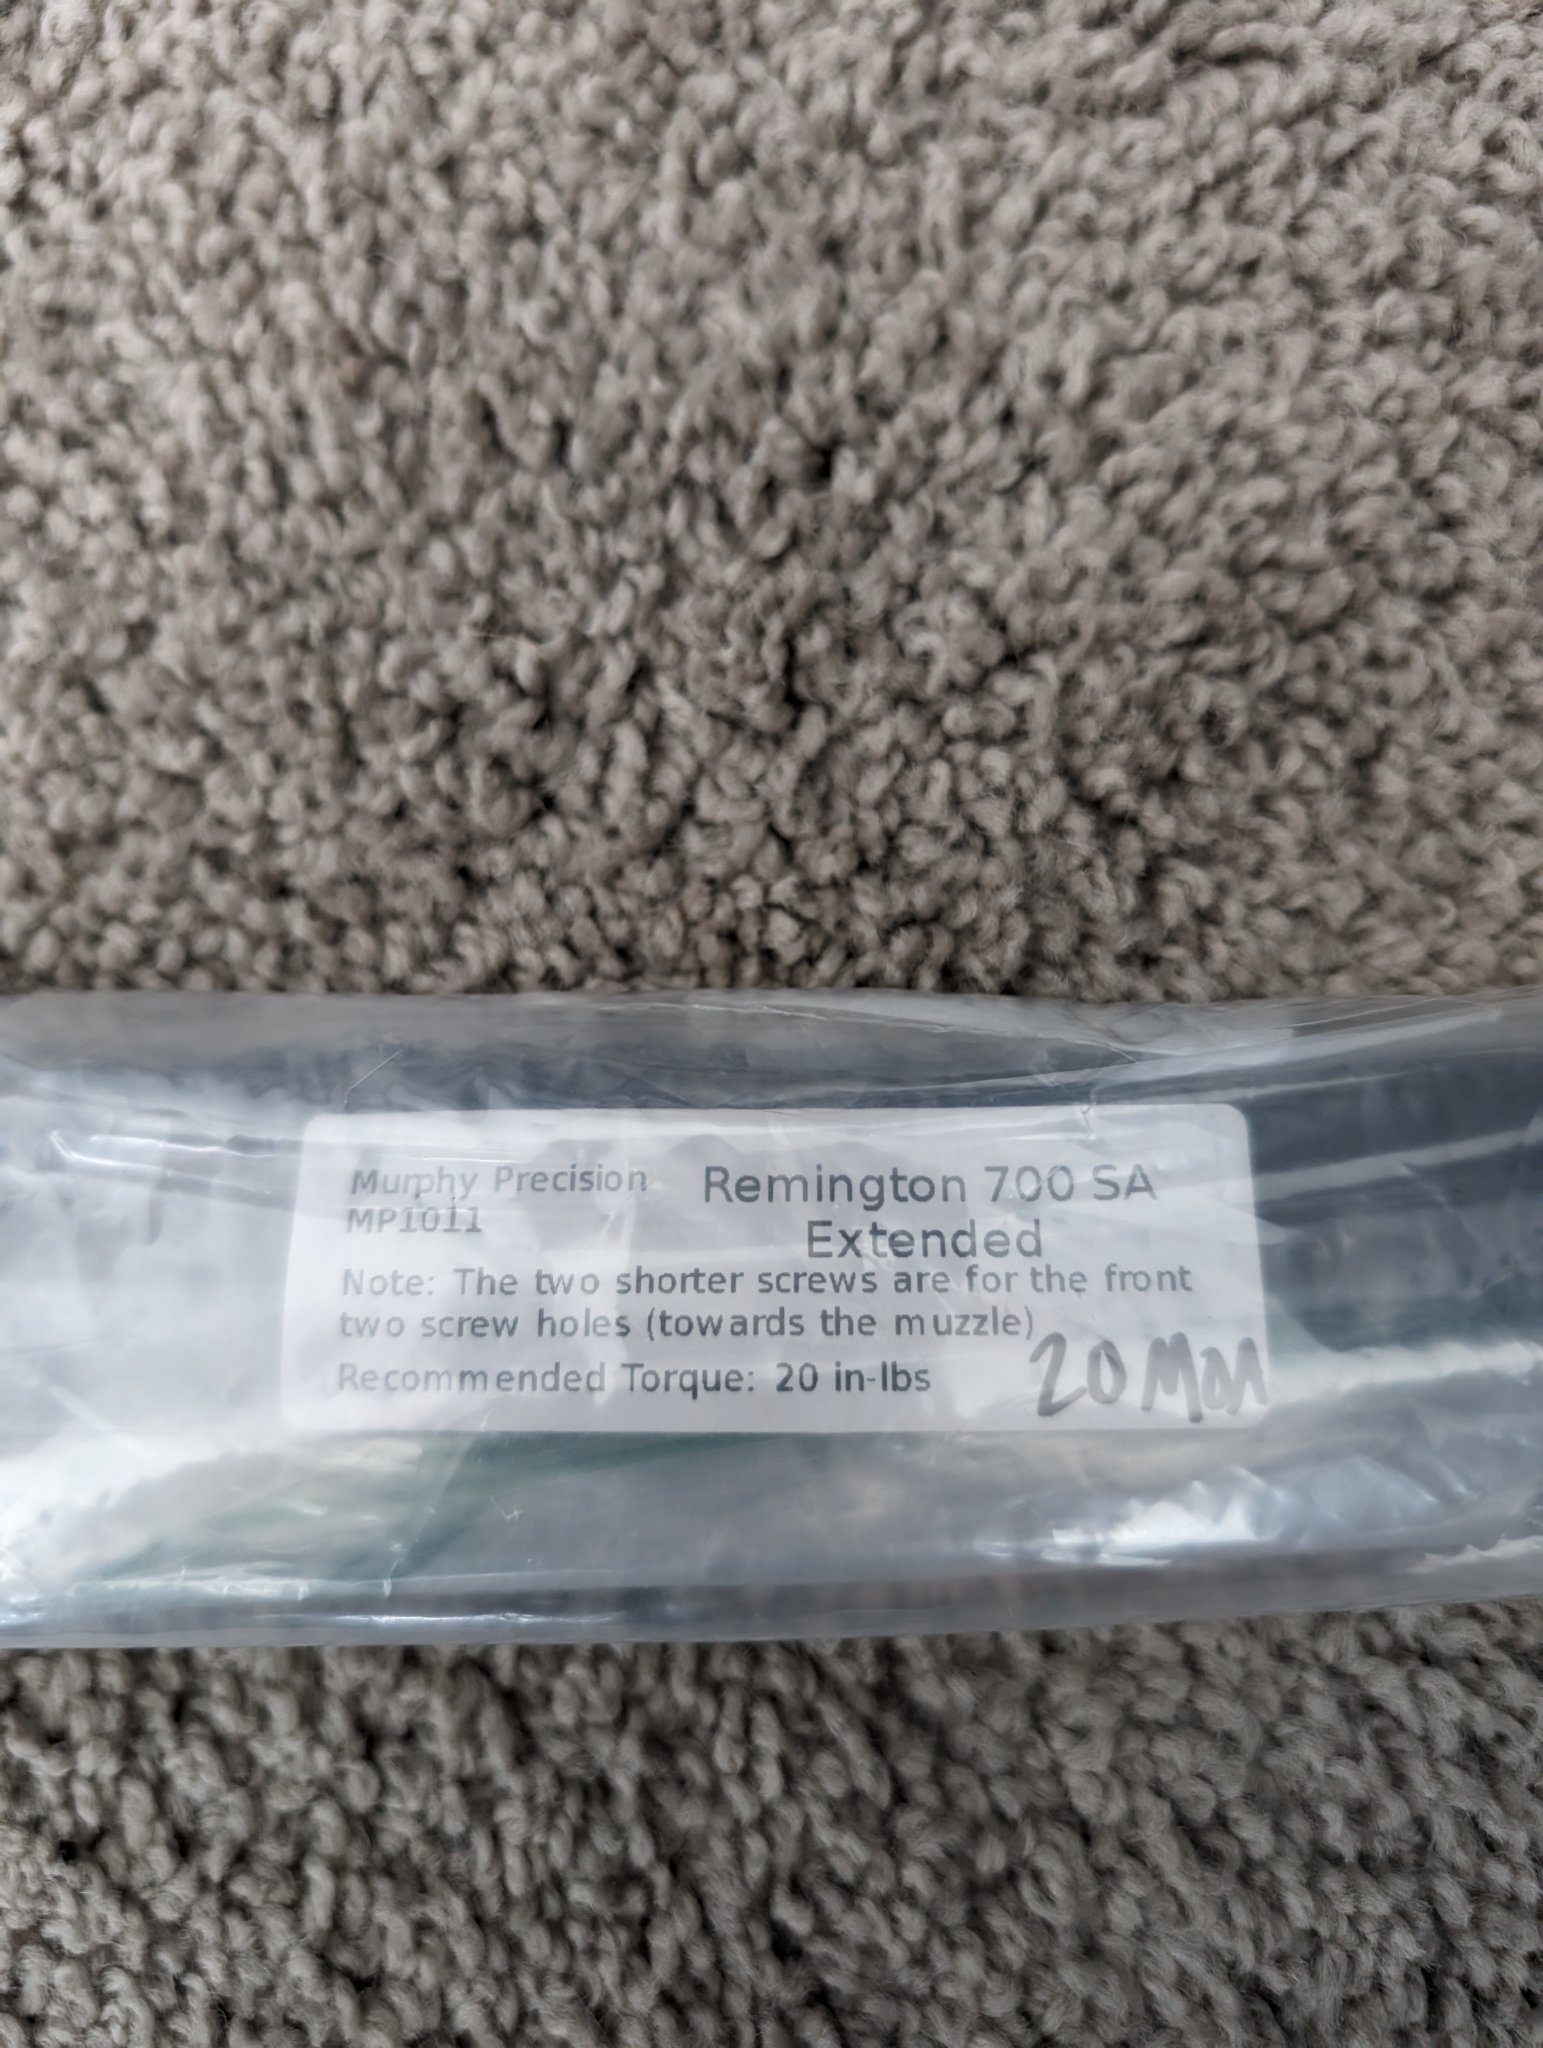 Murphy Precision
MP1011
Remington 700 SA
Extended
Note: The two shorter screws are for the front
two screw holes (towards the muzzle)
Recommended Torque: 20 in-lbs
20 MOA